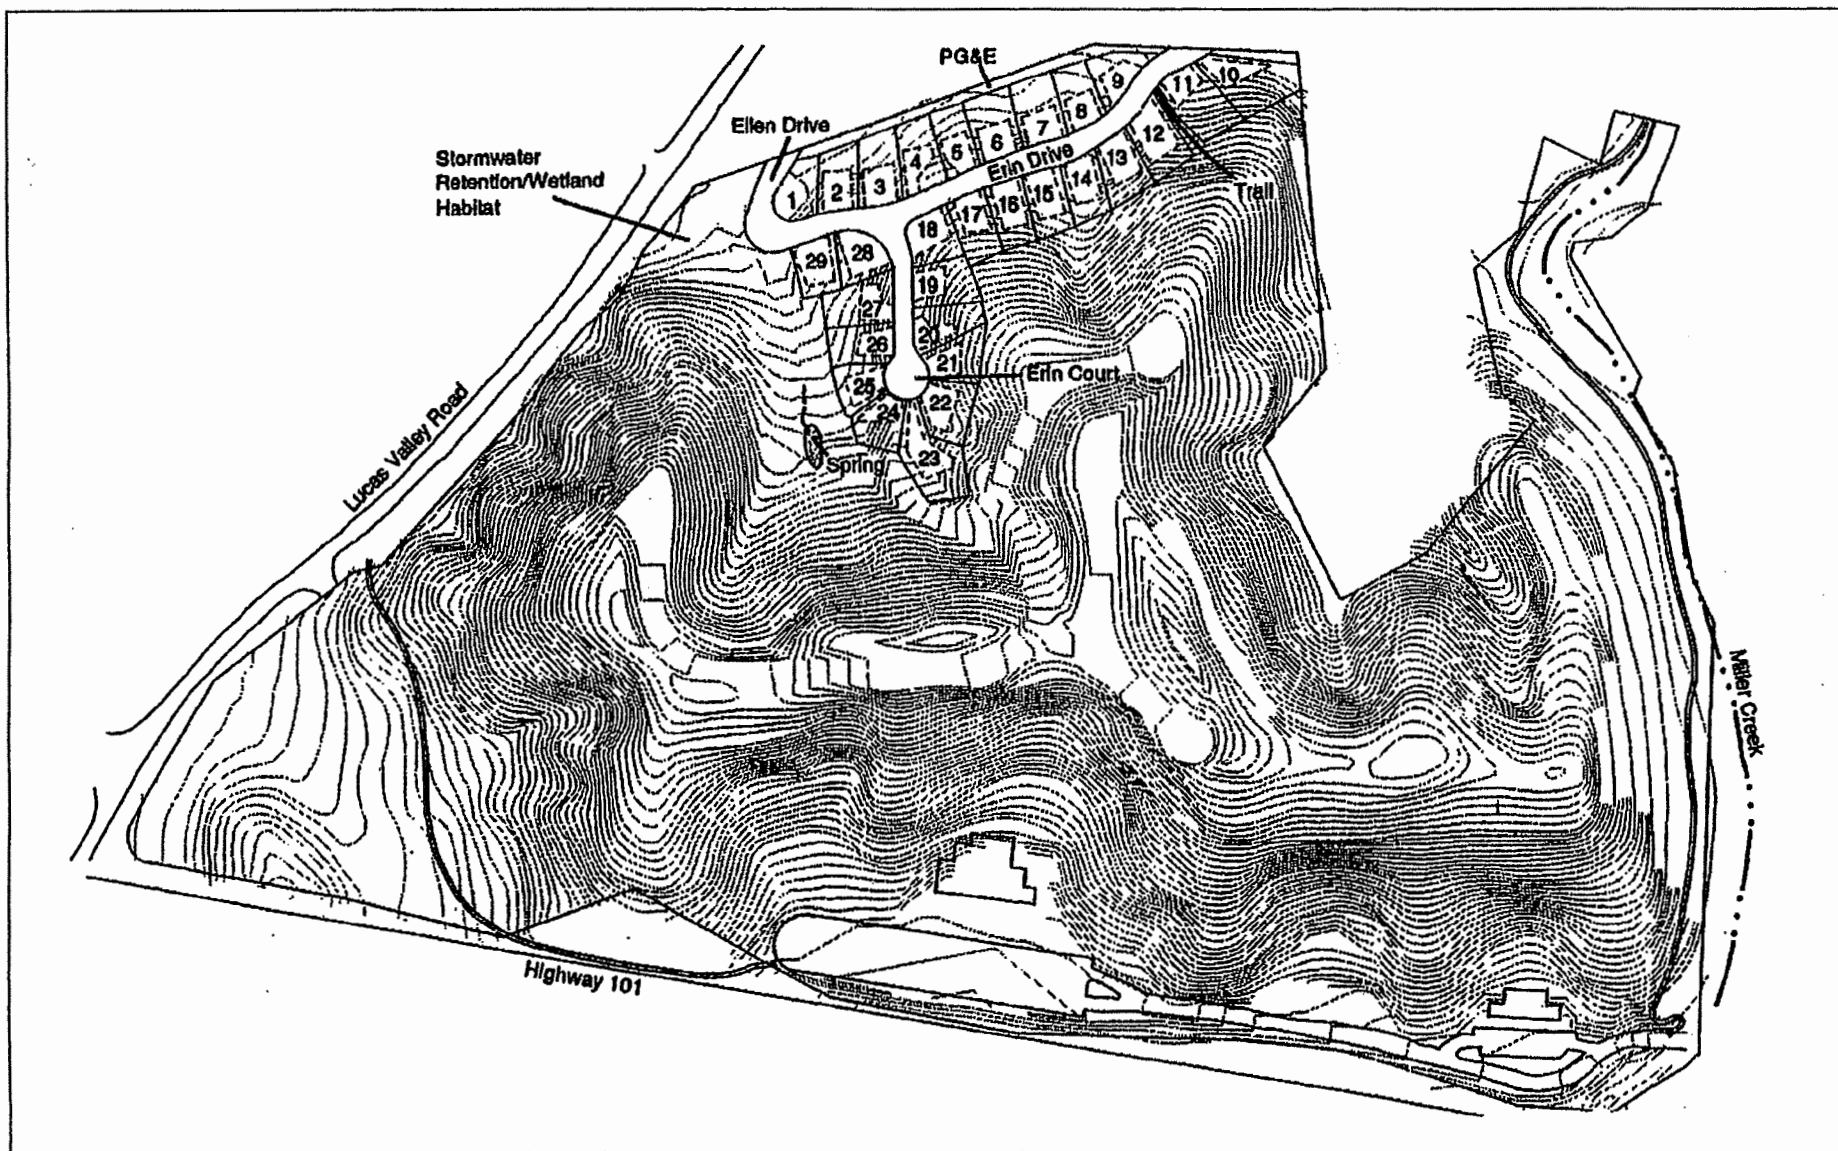 PG&E
Ellen Drive
Stormwater
Retention/Wetland
Habitat
1
2
3
4
5
6
7
8
9
10
11
12
13
14
15
16
17
18
19
20
21
22
23
24
25
26
27
28
29
Erin Drive
Trail
Erin Court
Spring
Lucas Valley Road
Miller Creek
Highway 101